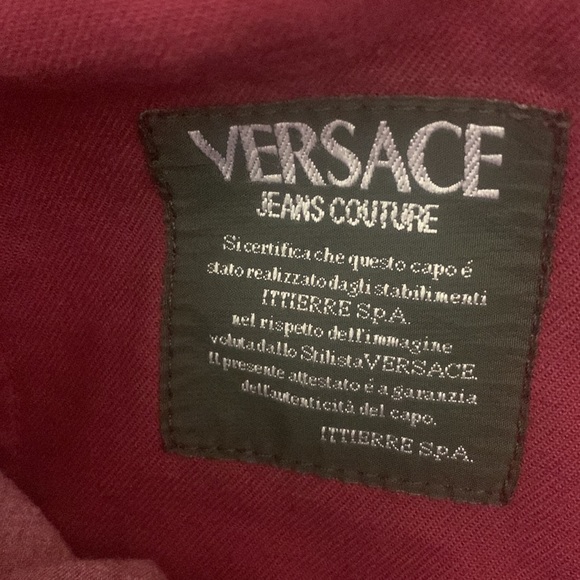 VERSACE
JEANS COUTURE
Si certifica che questo capo é
stato realizzato dagli stabilimenti
ITTIERRE S.p.A.
nel rispetto dell'immagine
voluta dallo Stilista VERSACE.
Il presente attestato é a garanzia
dell'autenticitá del capo.
ITTIERRE S.p.A.